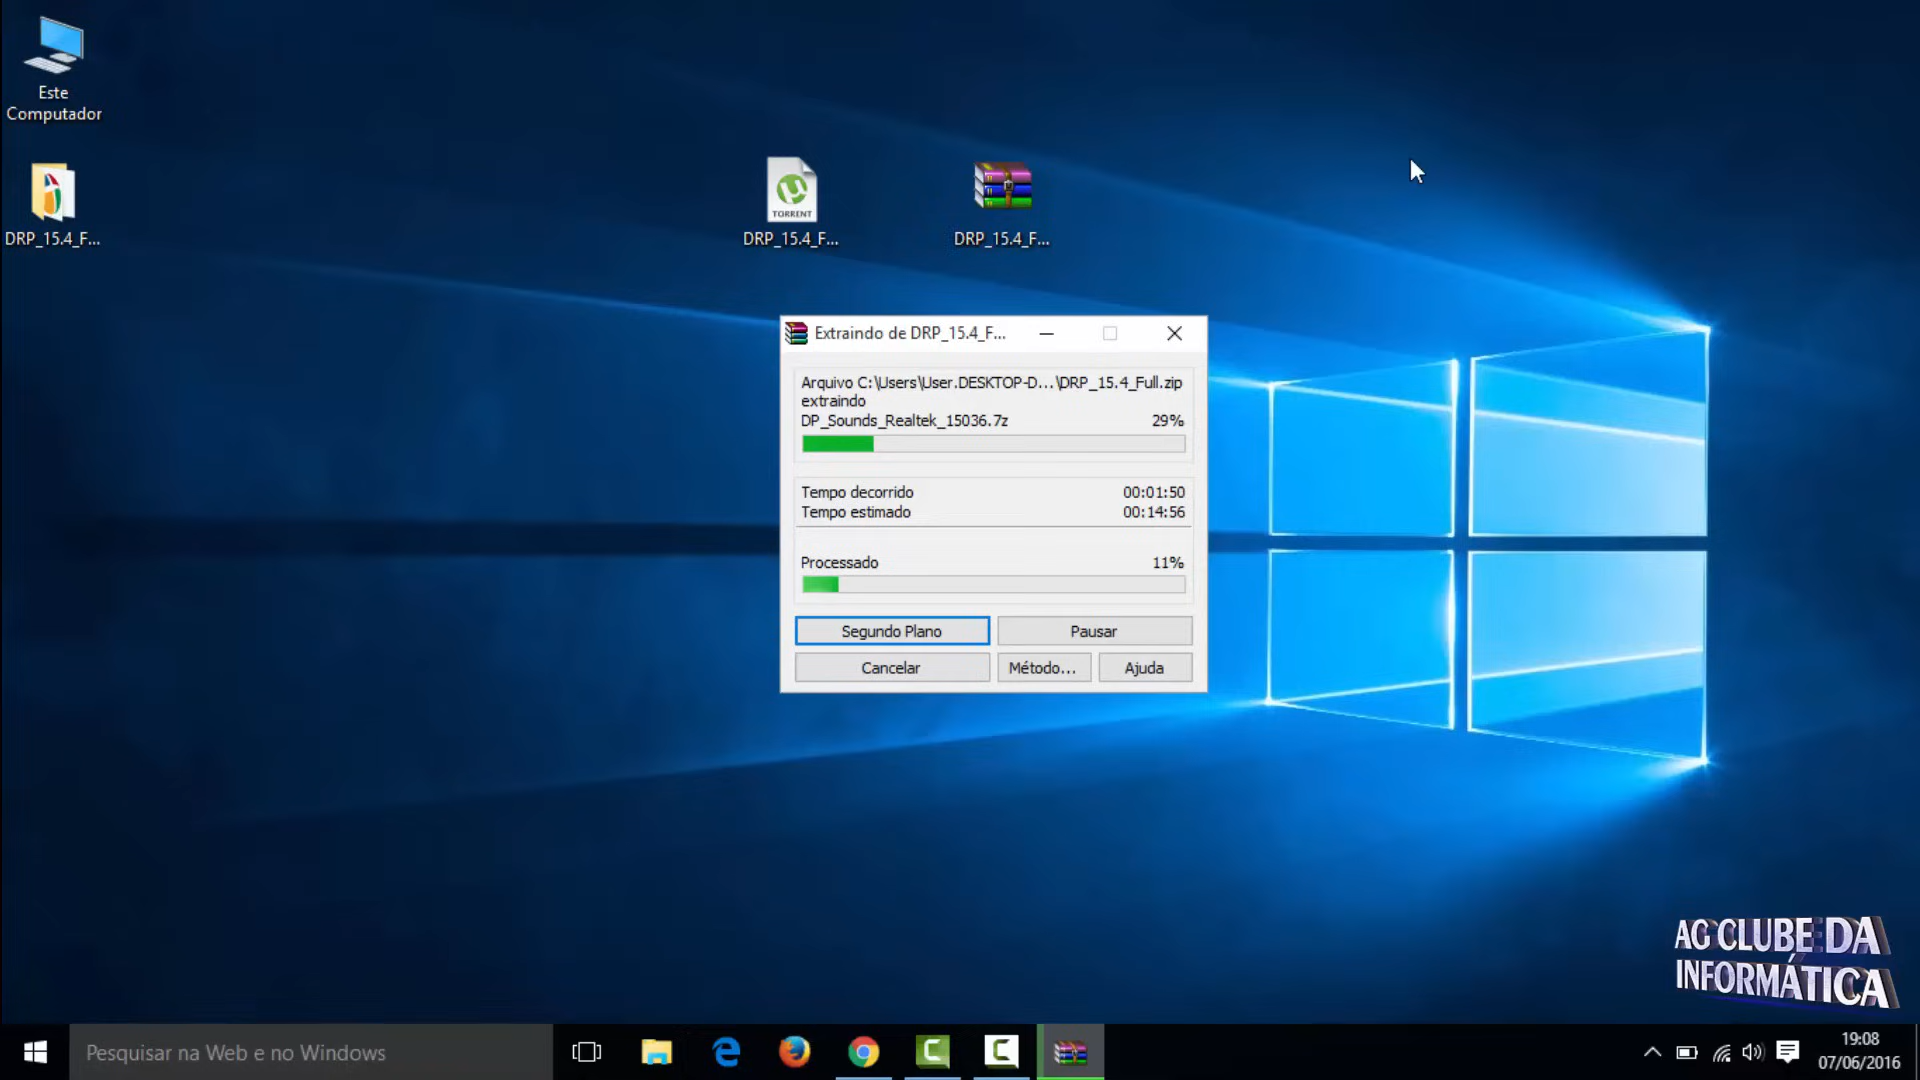 Este
Computador
DRP_15.4_F...
TORRENT
DRP_15.4_F...
DRP_15.4_F...
Extraindo de DRP_15.4_F...
Arquivo C:\Users\User.DESKTOP-D...\DRP_15.4_Full.zip
extraindo
DP_Sounds_Realtek_15036.7z 29%
Tempo decorrido 00:01:50
Tempo estimado 00:14:56
Processado 11%
Segundo Plano Pausar
Cancelar Método... Ajuda
AG CLUBE DA
INFORMÁTICA
Pesquisar na Web e no Windows
19:08
07/06/2016